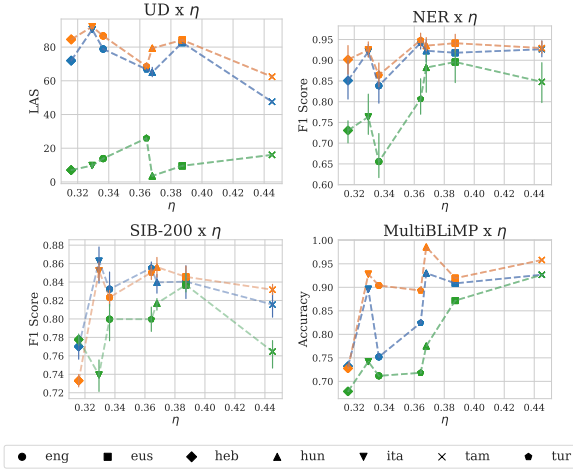 UD x η
LAS
80
60
40
20
0
0.32 0.34 0.36 0.38 0.40 0.42 0.44
η
NER x η
F1 Score
0.95
0.90
0.85
0.80
0.75
0.70
0.65
0.60
0.32 0.34 0.36 0.38 0.40 0.42 0.44
η
SIB-200 x η
F1 Score
0.88
0.86
0.84
0.82
0.80
0.78
0.76
0.74
0.72
0.32 0.34 0.36 0.38 0.40 0.42 0.44
η
MultiBLiMP x η
Accuracy
1.00
0.95
0.90
0.85
0.80
0.75
0.70
0.32 0.34 0.36 0.38 0.40 0.42 0.44
η
eng eus heb hun ita tam tur